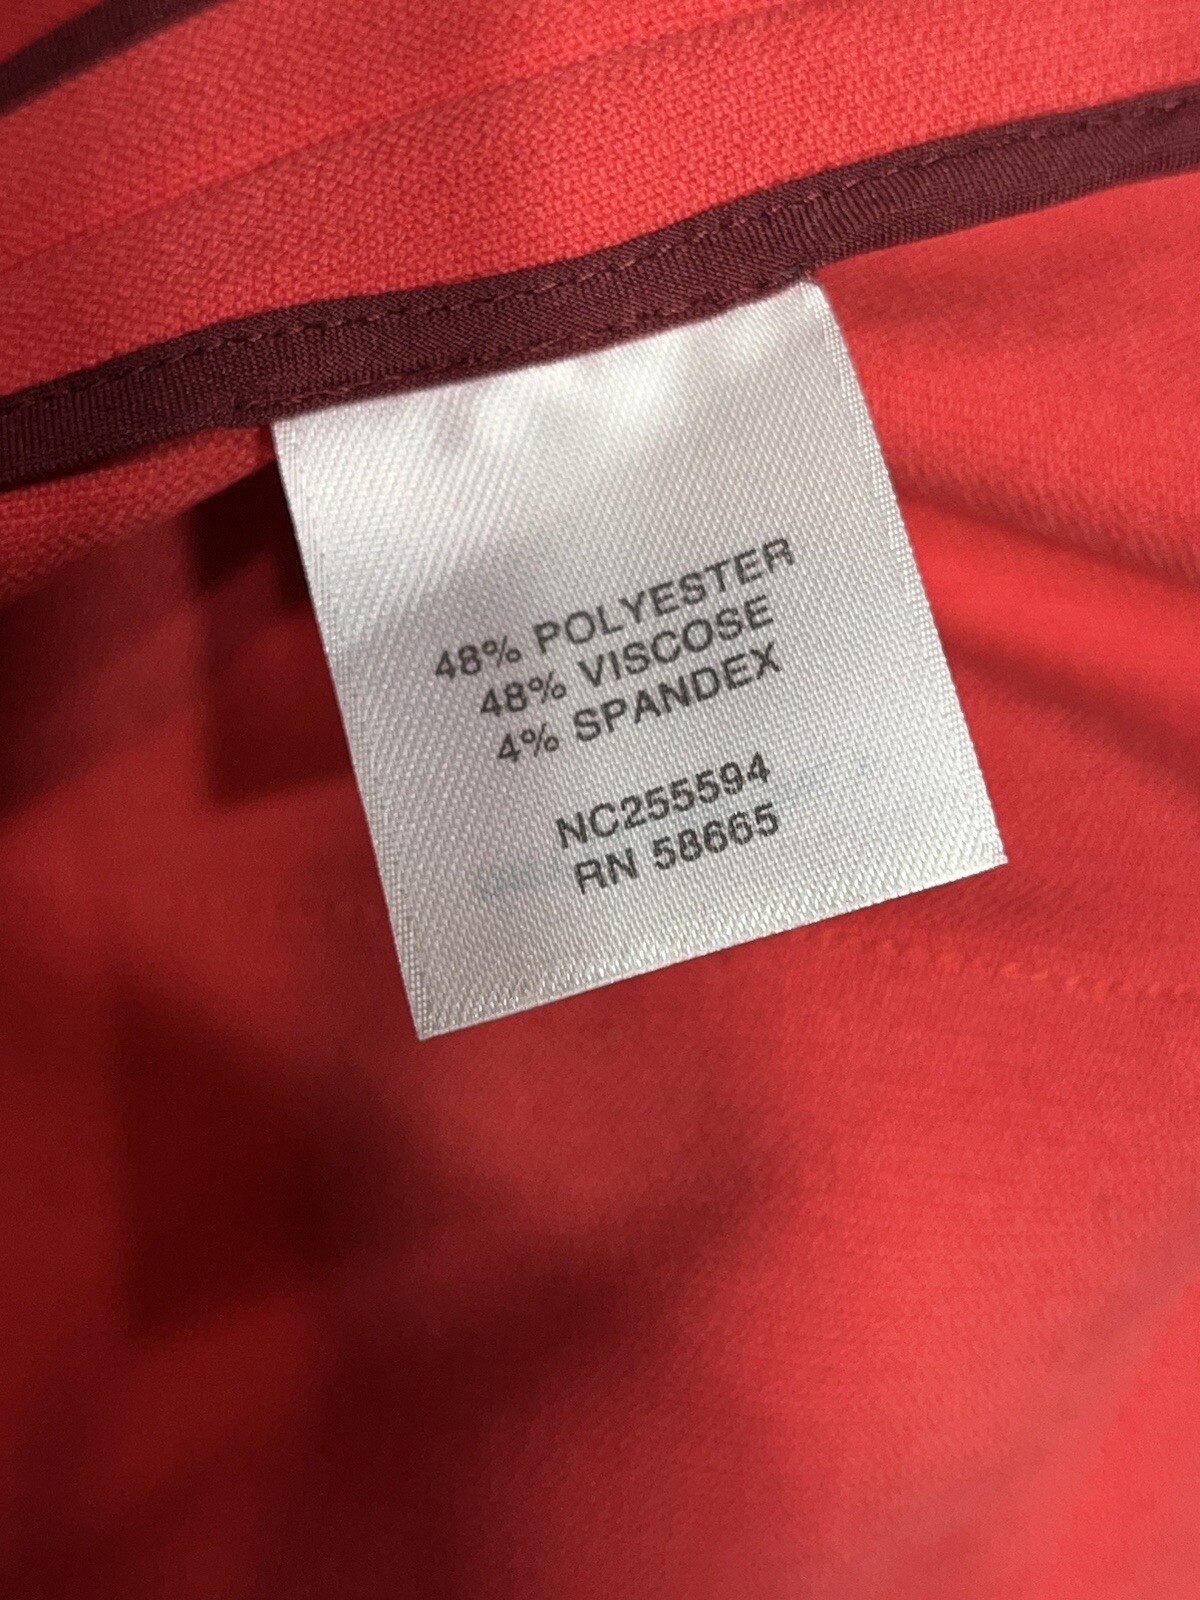 48% POLYESTER
48% VISCOSE
4% SPANDEX
NC255594
RN 58665